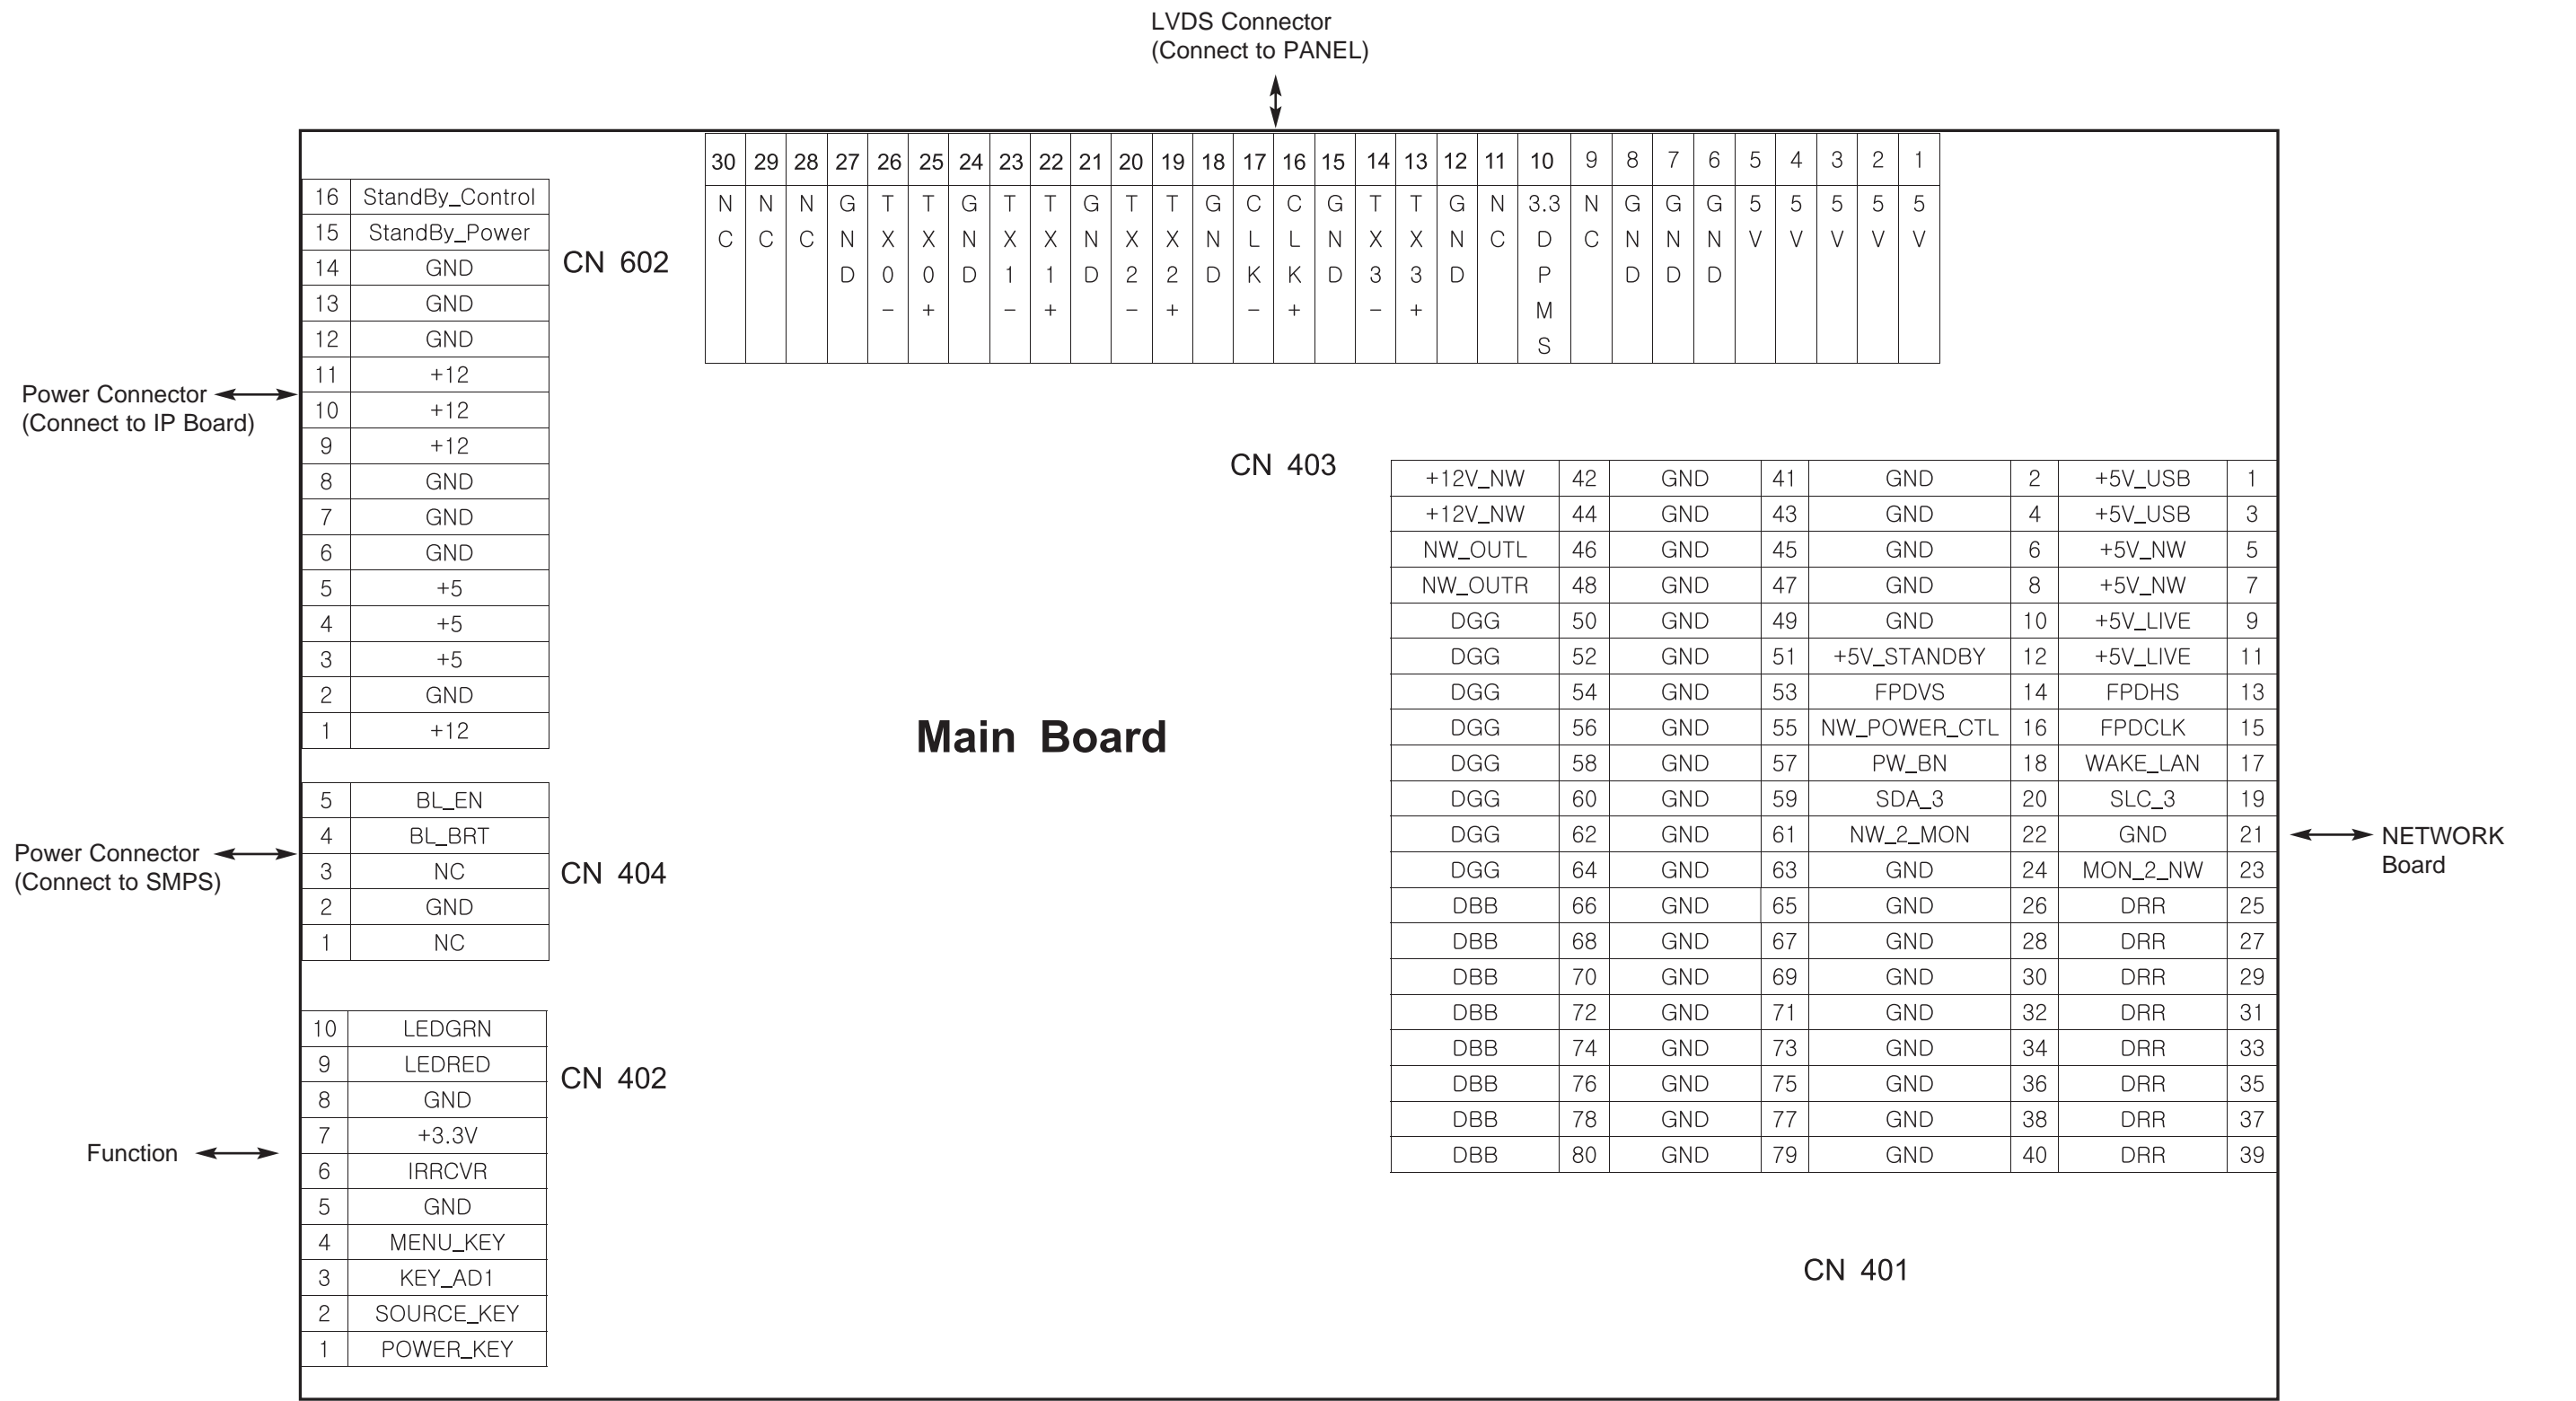 LVDS Connector
(Connect to PANEL)
30 29 28 27 26 25 24 23 22 21 20 19 18 17 16 15 14 13 12 11 10 9 8 7 6 5 4 3 2 1
NC NC NC GND TX0- TX0+ GND TX1- TX1+ GND TX2- TX2+ GND CLK- CLK+ GND TX3- TX3+ GND NC 3.3DPMS NC GND GND GND 5V 5V 5V 5V 5V
CN 403
16 StandBy_Control
15 StandBy_Power
14 GND
13 GND
12 GND
11 +12
10 +12
9 +12
8 GND
7 GND
6 GND
5 +5
4 +5
3 +5
2 GND
1 +12
CN 602
Power Connector
(Connect to IP Board)
Main Board
5 BL_EN
4 BL_BRT
3 NC
2 GND
1 NC
CN 404
Power Connector
(Connect to SMPS)
10 LEDGRN
9 LEDRED
8 GND
7 +3.3V
6 IRRCVR
5 GND
4 MENU_KEY
3 KEY_AD1
2 SOURCE_KEY
1 POWER_KEY
CN 402
Function
+12V_NW 42 GND 41 GND 2 +5V_USB 1
+12V_NW 44 GND 43 GND 4 +5V_USB 3
NW_OUTL 46 GND 45 GND 6 +5V_NW 5
NW_OUTR 48 GND 47 GND 8 +5V_NW 7
DGG 50 GND 49 GND 10 +5V_LIVE 9
DGG 52 GND 51 +5V_STANDBY 12 +5V_LIVE 11
DGG 54 GND 53 FPDVS 14 FPDHS 13
DGG 56 GND 55 NW_POWER_CTL 16 FPDCLK 15
DGG 58 GND 57 PW_BN 18 WAKE_LAN 17
DGG 60 GND 59 SDA_3 20 SLC_3 19
DGG 62 GND 61 NW_2_MON 22 GND 21
DGG 64 GND 63 GND 24 MON_2_NW 23
DBB 66 GND 65 GND 26 DRR 25
DBB 68 GND 67 GND 28 DRR 27
DBB 70 GND 69 GND 30 DRR 29
DBB 72 GND 71 GND 32 DRR 31
DBB 74 GND 73 GND 34 DRR 33
DBB 76 GND 75 GND 36 DRR 35
DBB 78 GND 77 GND 38 DRR 37
DBB 80 GND 79 GND 40 DRR 39
CN 401
NETWORK
Board